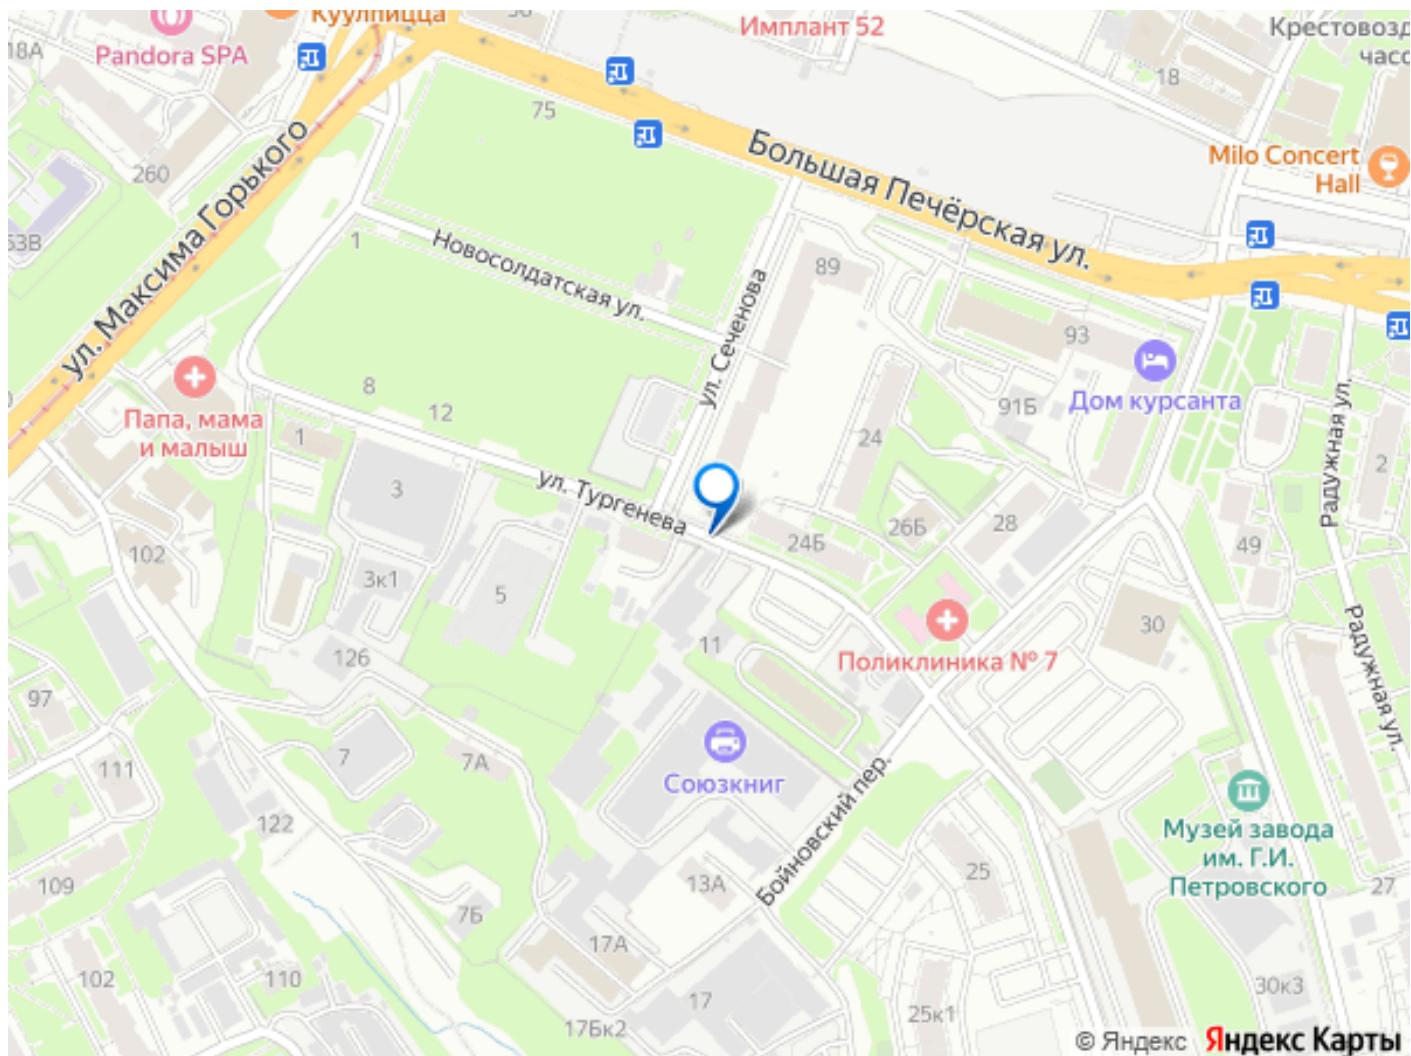 Куулпицца
18А
Pandora SPA
Имплант 52
Крестовозд
часо
18
75
260
ул. Максима Горького
Большая Печёрская ул.
Milo Concert
Hall
53В
1
Новосолдатская ул.
89
ул. Сеченова
93
Дом курсанта
91Б
Радужная ул.
8
12
Папа, мама
и малыш
1
24
2
3
ул. Тургенева
28
26Б
24Б
49
102
3к1
5
30
11
126
Поликлиника № 7
Радужная ул.
97
7
7А
111
Союзкниг
Бойновский пер.
122
Музей завода
им. Г.И.
Петровского
109
13А
25
27
7Б
17А
102
110
17
30к3
25к1
17Бк2
© Яндекс Яндекс Карты